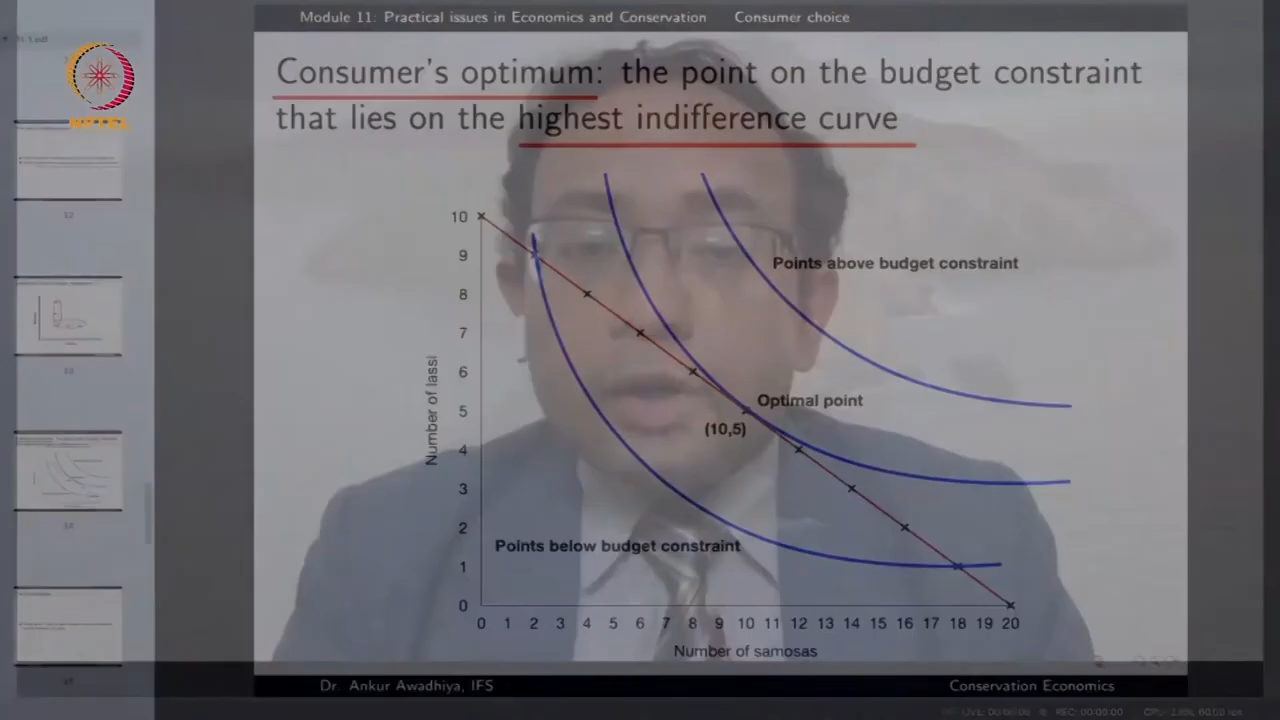 Module 11: Practical issues in Economics and Conservation Consumer choice
NPTEL
Consumer's optimum: the point on the budget constraint
that lies on the highest indifference curve
10
9
Points above budget constraint
8
7
6
Number of lassi
Optimal point
5
(10,5)
4
3
2
Points below budget constraint
1
0
0 1 2 3 4 5 6 7 8 9 10 11 12 13 14 15 16 17 18 19 20
Number of samosas
Dr. Ankur Awadhiya, IFS Conservation Economics
REC: 00:00:00